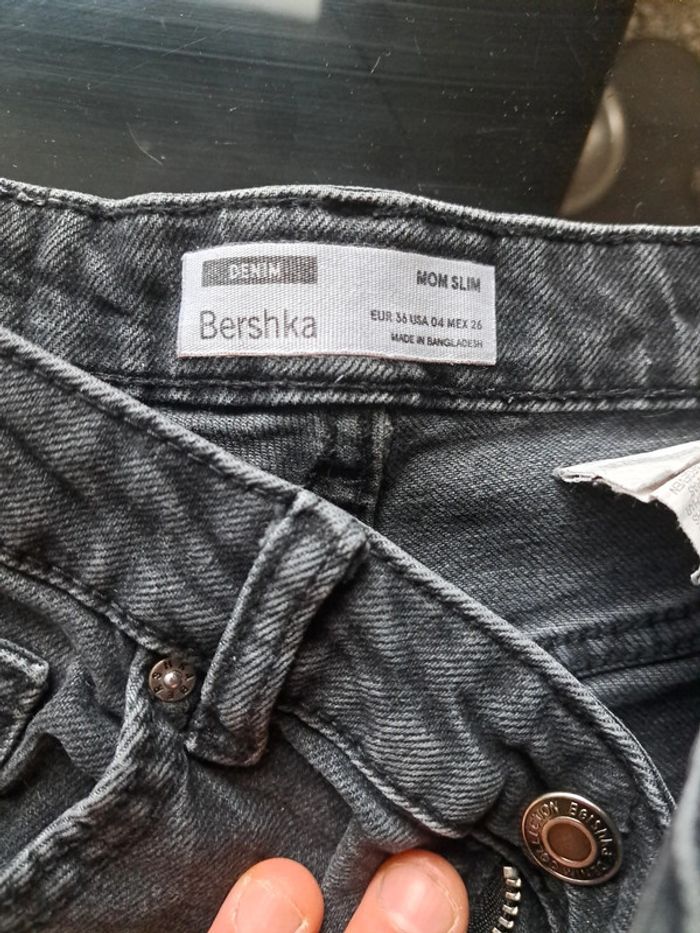 DENIM
MOM SLIM
Bershka
EUR 36 USA 04 MEX 26
MADE IN BANGLADESH